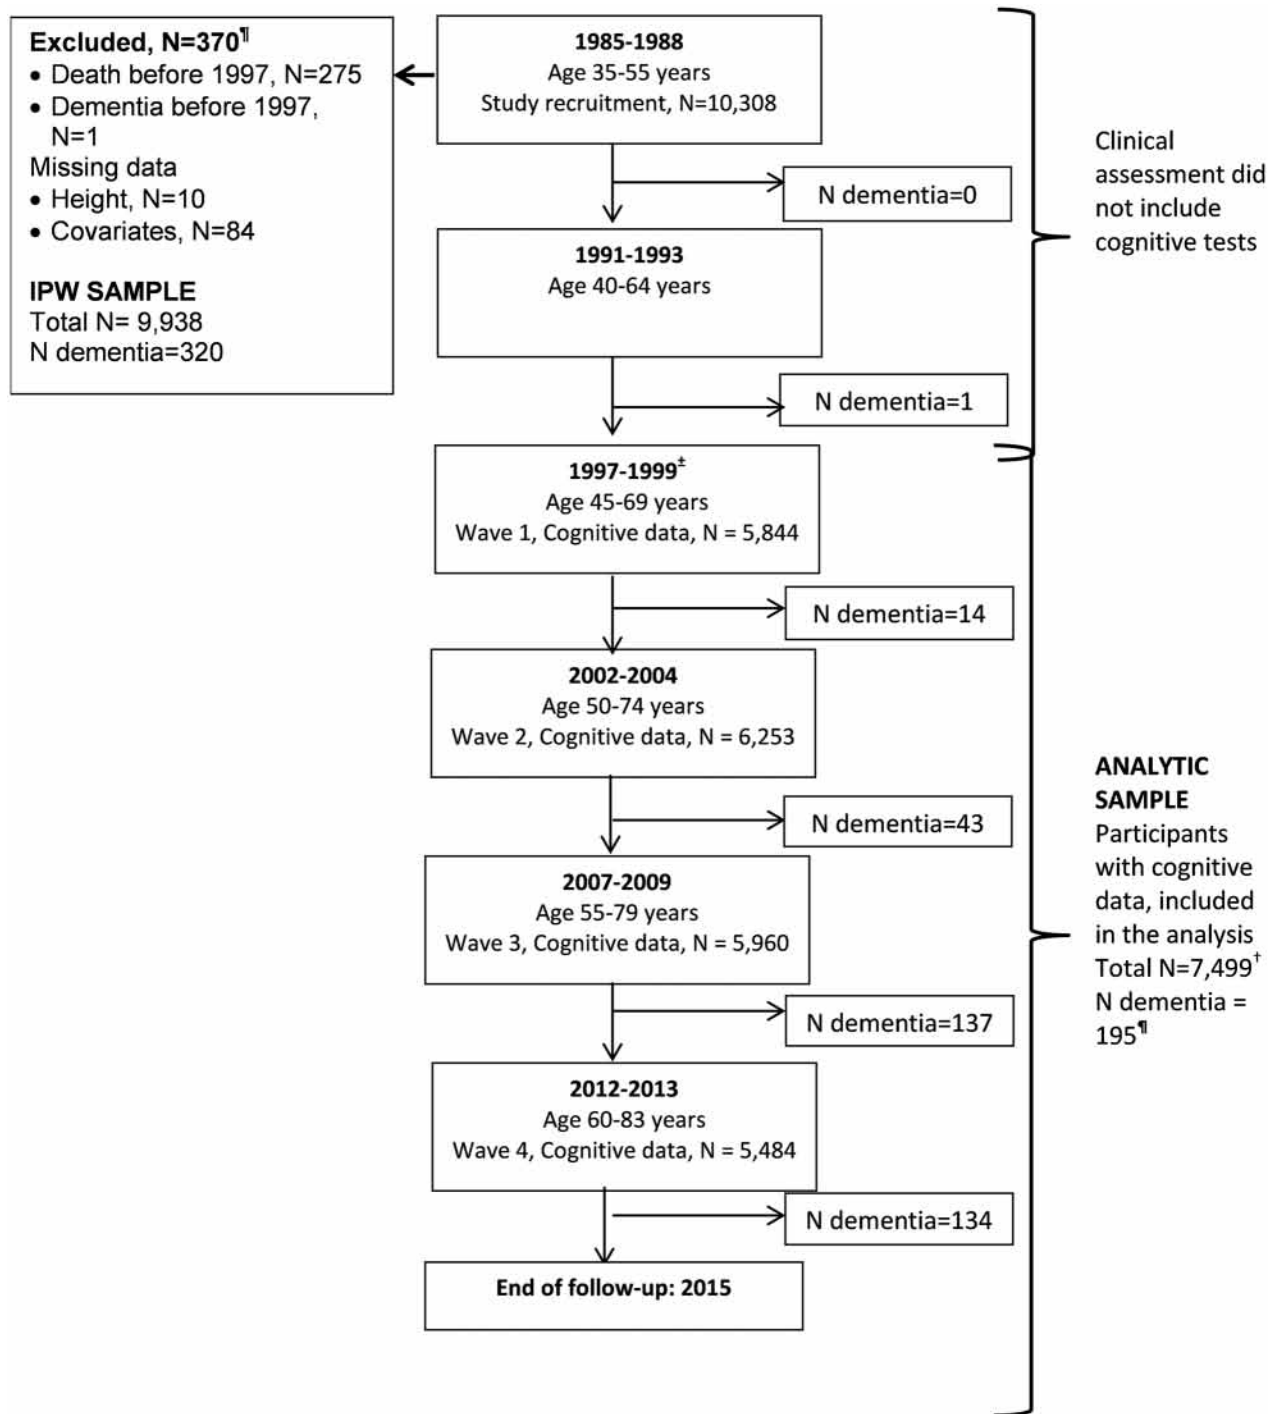 Excluded, N=370¶
• Death before 1997, N=275
• Dementia before 1997,
N=1
Missing data
• Height, N=10
• Covariates, N=84
IPW SAMPLE
Total N= 9,938
N dementia=320
1985-1988
Age 35-55 years
Study recruitment, N=10,308
N dementia=0
1991-1993
Age 40-64 years
N dementia=1
Clinical
assessment did
not include
cognitive tests
1997-1999±
Age 45-69 years
Wave 1, Cognitive data, N = 5,844
N dementia=14
2002-2004
Age 50-74 years
Wave 2, Cognitive data, N = 6,253
N dementia=43
2007-2009
Age 55-79 years
Wave 3, Cognitive data, N = 5,960
N dementia=137
2012-2013
Age 60-83 years
Wave 4, Cognitive data, N = 5,484
N dementia=134
End of follow-up: 2015
ANALYTIC
SAMPLE
Participants
with cognitive
data, included
in the analysis
Total N=7,499†
N dementia =
195¶